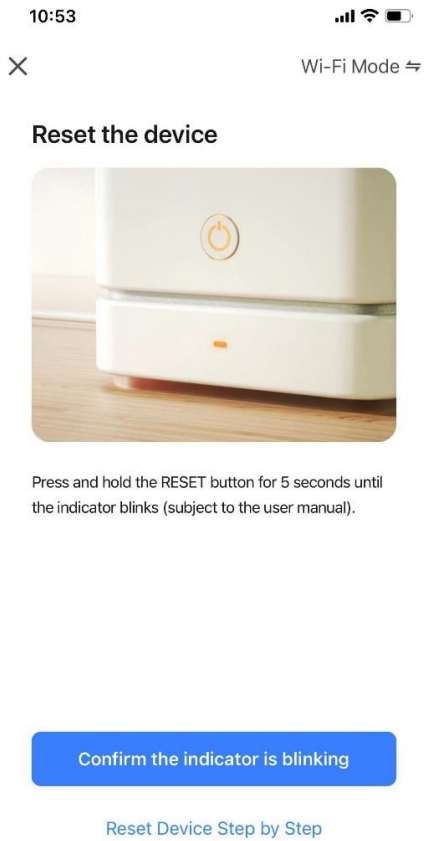 10:53
Wi-Fi Mode ⇋
Reset the device
Press and hold the RESET button for 5 seconds until
the indicator blinks (subject to the user manual).
Confirm the indicator is blinking
Reset Device Step by Step